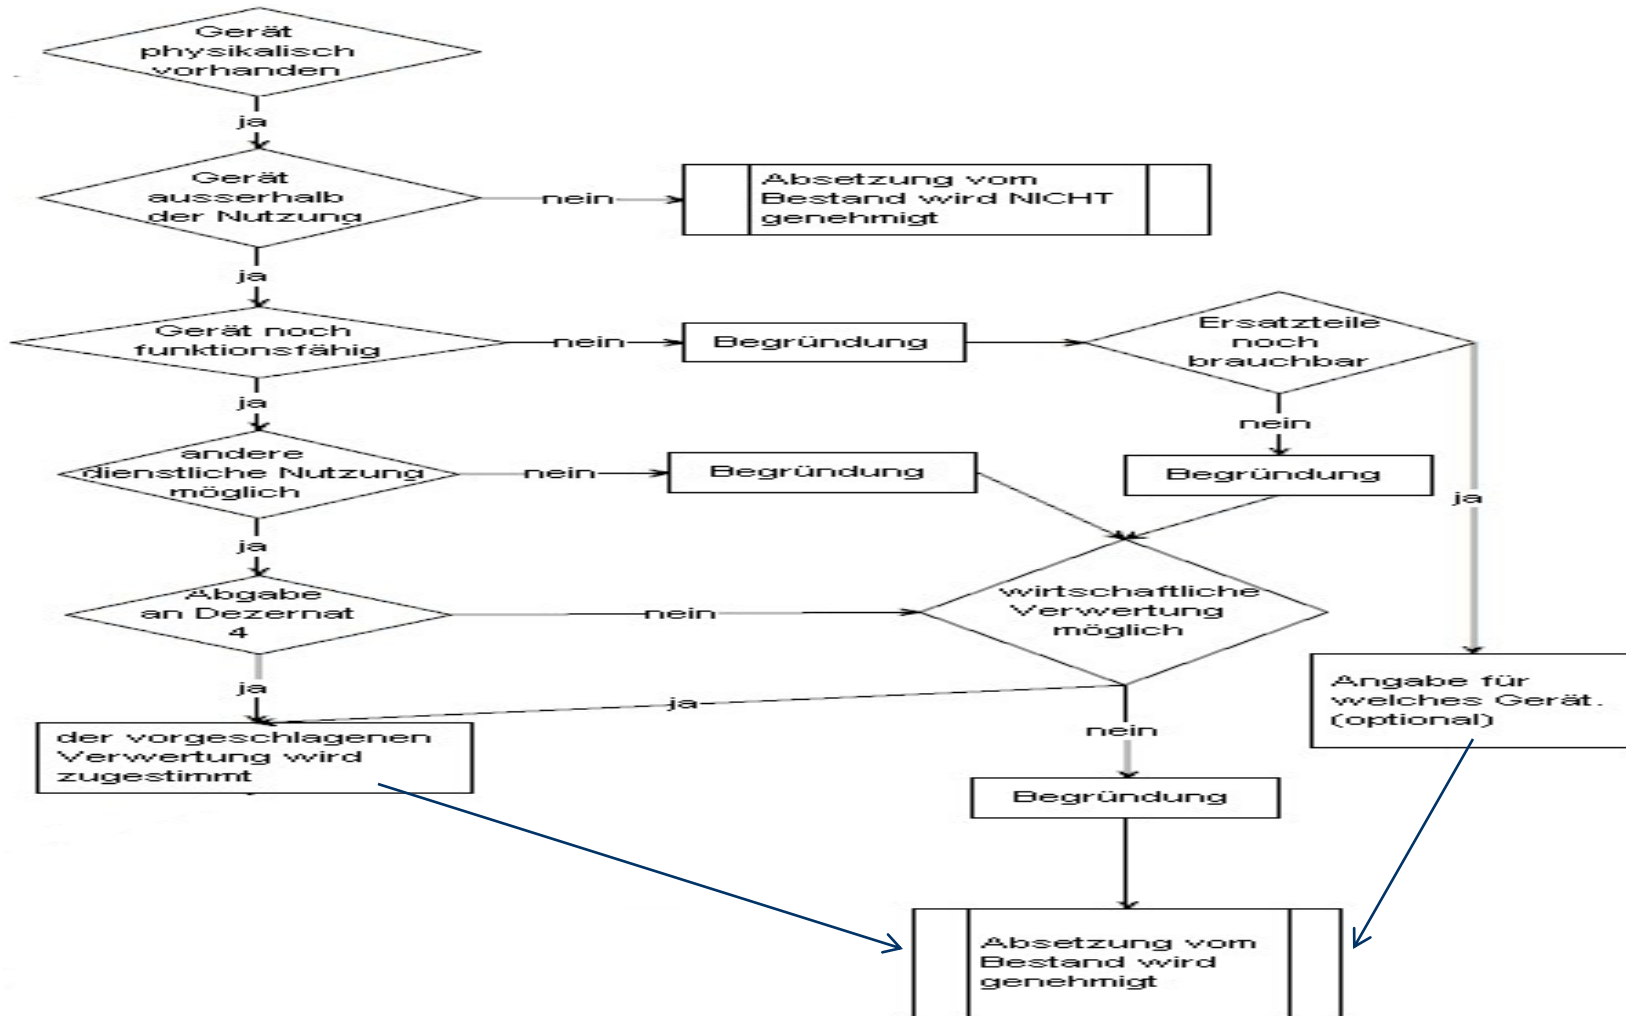 Gerät
physikalisch
vorhanden
ja
Gerät
ausserhalb
der Nutzung
nein
Absetzung vom
Bestand wird NICHT
genehmigt
ja
Gerät noch
funktionsfähig
nein
Begründung
Ersatzteile
noch
brauchbar
ja
nein
andere
dienstliche Nutzung
möglich
nein
Begründung
Begründung
ja
ja
Abgabe
an Dezernat
4
nein
wirtschaftliche
Verwertung
möglich
ja
ja
nein
Angabe für
welches Gerät.
(optional)
der vorgeschlagenen
Verwertung wird
zugestimmt
Begründung
Absetzung vom
Bestand wird
genehmigt